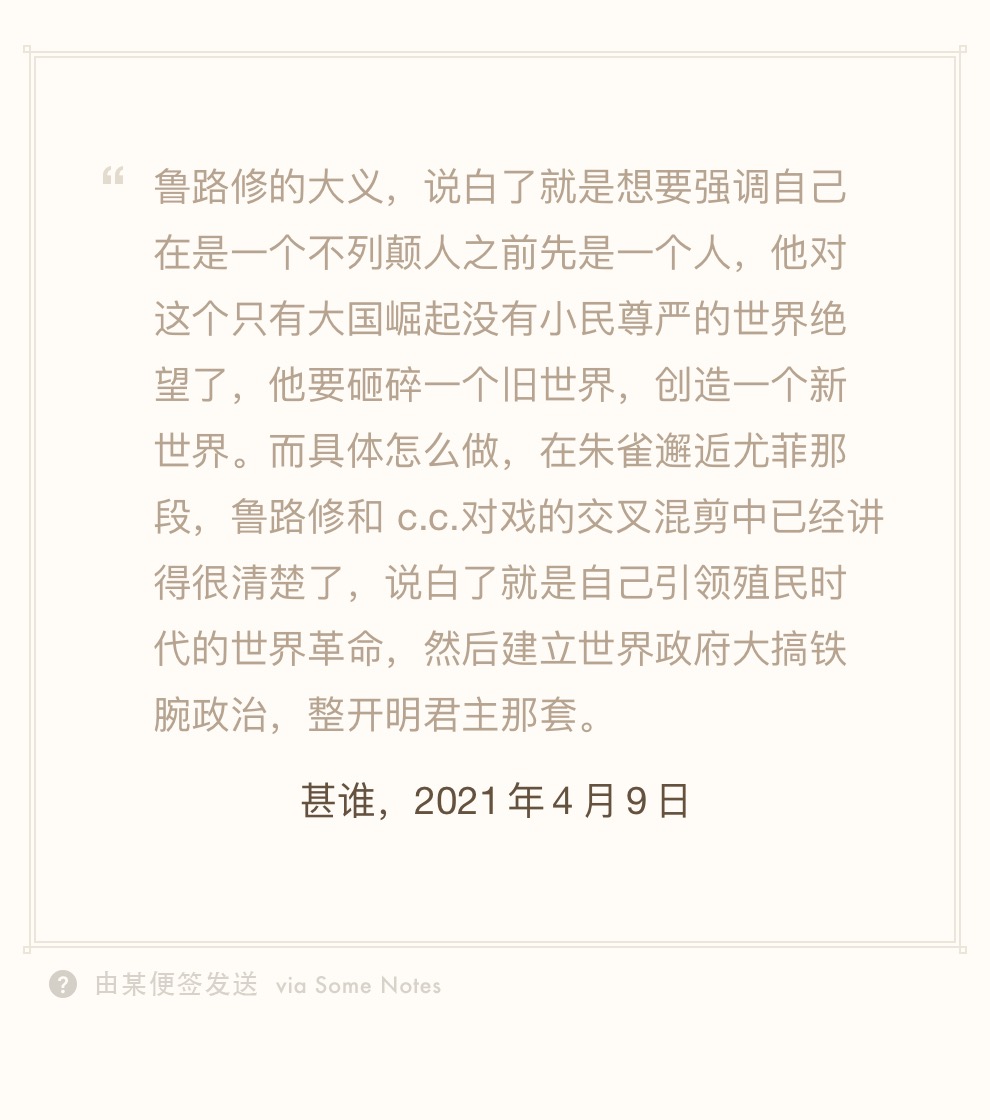 “鲁路修的大义，说白了就是想要强调自己
在是一个不列颠人之前先是一个人，他对
这个只有大国崛起没有小民尊严的世界绝
望了，他要砸碎一个旧世界，创造一个新
世界。而具体怎么做，在朱雀邂逅尤菲那
段，鲁路修和 c.c.对戏的交叉混剪中已经讲
得很清楚了，说白了就是自己引领殖民时
代的世界革命，然后建立世界政府大搞铁
腕政治，整开明君主那套。
甚谁，2021 年 4 月 9 日
? 由某便签发送 via Some Notes